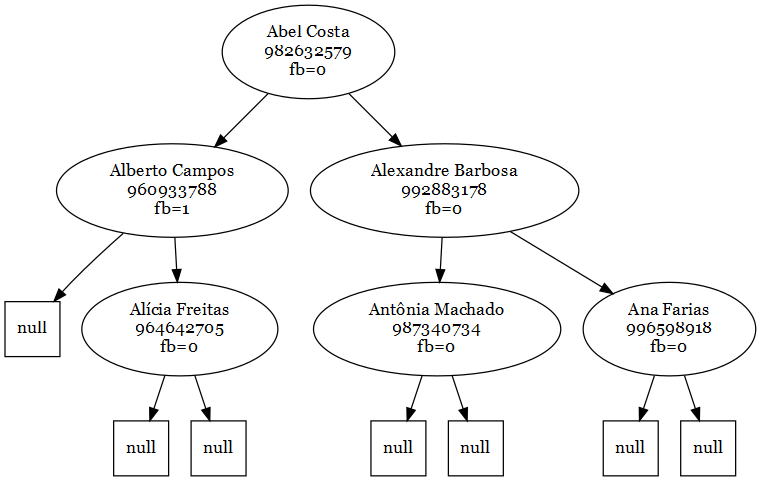 Abel Costa
982632579
fb=0
Alberto Campos
960933788
fb=1
Alexandre Barbosa
992883178
fb=0
null
Alícia Freitas
964642705
fb=0
Antônia Machado
987340734
fb=0
Ana Farias
996598918
fb=0
null
null
null
null
null
null